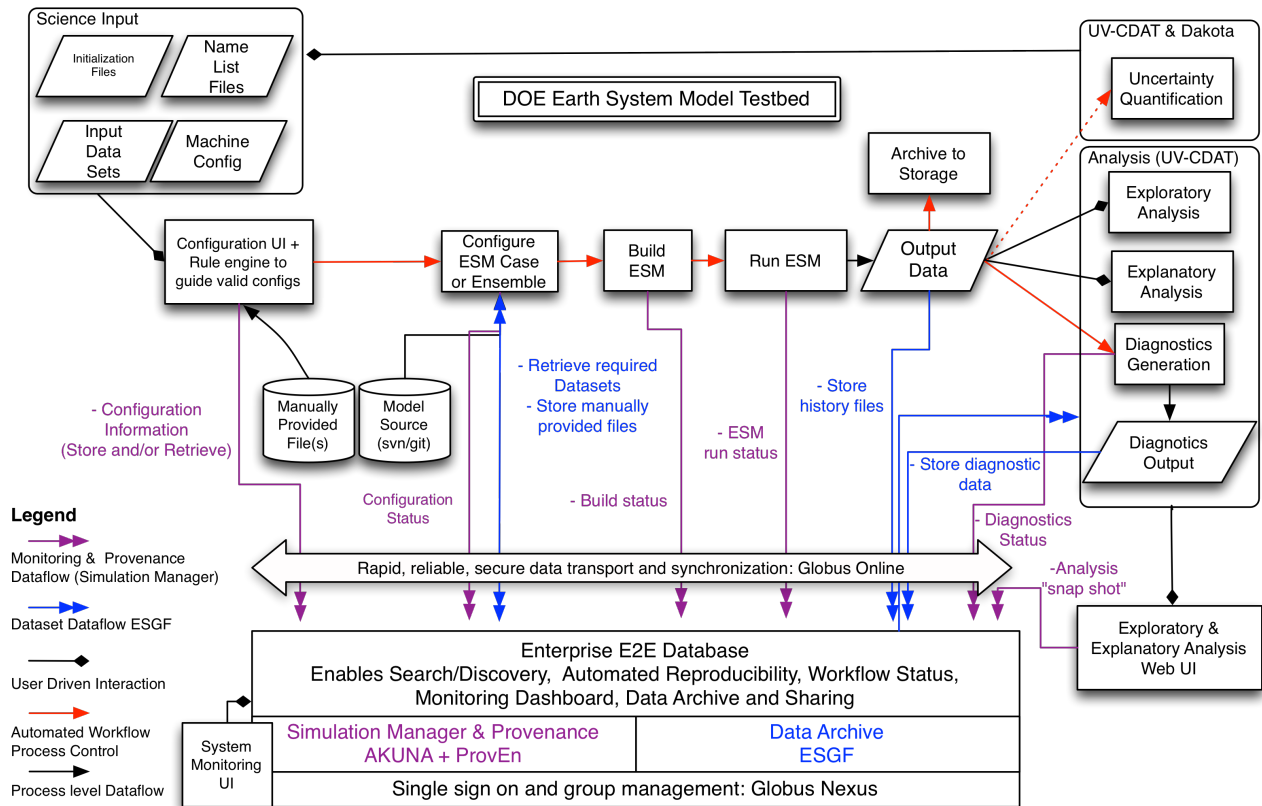 Science Input
Initialization
Files
Name
List
Files
Input
Data
Sets
Machine
Config
DOE Earth System Model Testbed
UV-CDAT & Dakota
Uncertainty
Quantification
Archive to
Storage
Analysis (UV-CDAT)
Exploratory
Analysis
Explanatory
Analysis
Diagnostics
Generation
Diagnotics
Output
Configuration UI +
Rule engine to
guide valid configs
Configure
ESM Case
or Ensemble
Build
ESM
Run ESM
Output
Data
Manually
Provided
File(s)
Model
Source
(svn/git)
- Configuration
Information
(Store and/or Retrieve)
- Retrieve required
Datasets
- Store manually
provided files
- Store
history files
- ESM
run status
- Store diagnostic
data
Configuration
Status
- Build status
- Diagnostics
Status
-Analysis
"snap shot"
Legend
Monitoring & Provenance
Dataflow (Simulation Manager)
Dataset Dataflow ESGF
User Driven Interaction
Automated Workflow
Process Control
Process level Dataflow
Rapid, reliable, secure data transport and synchronization: Globus Online
Exploratory &
Explanatory Analysis
Web UI
Enterprise E2E Database
Enables Search/Discovery, Automated Reproducibility, Workflow Status,
Monitoring Dashboard, Data Archive and Sharing
System
Monitoring
UI
Simulation Manager & Provenance
AKUNA + ProvEn
Data Archive
ESGF
Single sign on and group management: Globus Nexus